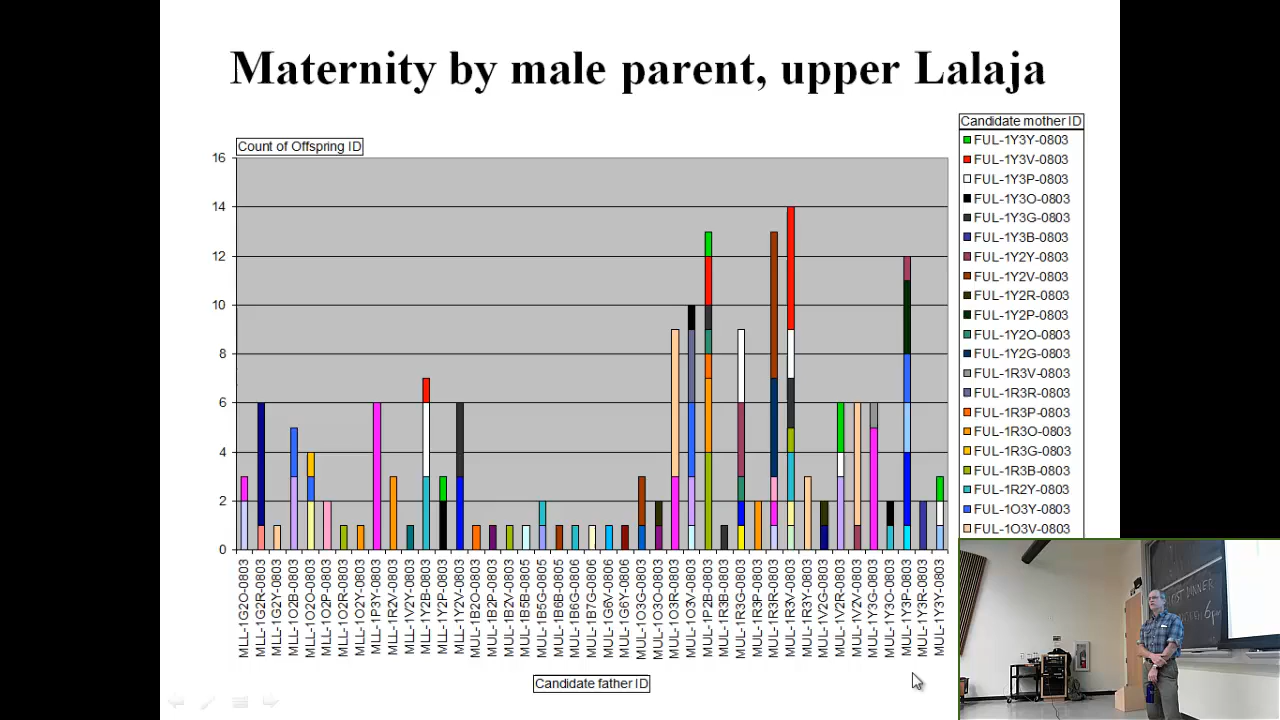 Maternity by male parent, upper Lalaja
Count of Offspring ID
16
14
12
10
8
6
4
2
0
MLL-1G2O-0803
MLL-1G2R-0803
MLL-1G2Y-0803
MLL-1O2B-0803
MLL-1O2O-0803
MLL-1O2P-0803
MLL-1O2R-0803
MLL-1O2Y-0803
MLL-1P3Y-0803
MLL-1R2V-0803
MLL-1V2Y-0803
MLL-1Y2B-0803
MLL-1Y2P-0803
MLL-1Y2V-0803
MUL-1B2O-0803
MUL-1B2P-0803
MUL-1B2V-0803
MUL-1B5B-0805
MUL-1B5G-0805
MUL-1B6B-0805
MUL-1B6G-0806
MUL-1B7G-0806
MUL-1G6V-0806
MUL-1G6Y-0806
MUL-1O3G-0803
MUL-1O3O-0803
MUL-1O3R-0803
MUL-1O3V-0803
MUL-1P2B-0803
MUL-1R3B-0803
MUL-1R3G-0803
MUL-1R3P-0803
MUL-1R3R-0803
MUL-1R3V-0803
MUL-1R3Y-0803
MUL-1V2G-0803
MUL-1V2R-0803
MUL-1V2V-0803
MUL-1Y3G-0803
MUL-1Y3O-0803
MUL-1Y3P-0803
MUL-1Y3R-0803
MUL-1Y3Y-0803
Candidate father ID
Candidate mother ID
FUL-1Y3Y-0803
FUL-1Y3V-0803
FUL-1Y3P-0803
FUL-1Y3O-0803
FUL-1Y3G-0803
FUL-1Y3B-0803
FUL-1Y2Y-0803
FUL-1Y2V-0803
FUL-1Y2R-0803
FUL-1Y2P-0803
FUL-1Y2O-0803
FUL-1Y2G-0803
FUL-1R3V-0803
FUL-1R3R-0803
FUL-1R3P-0803
FUL-1R3O-0803
FUL-1R3G-0803
FUL-1R3B-0803
FUL-1R2Y-0803
FUL-1O3Y-0803
FUL-1O3V-0803
DINNER
6pm